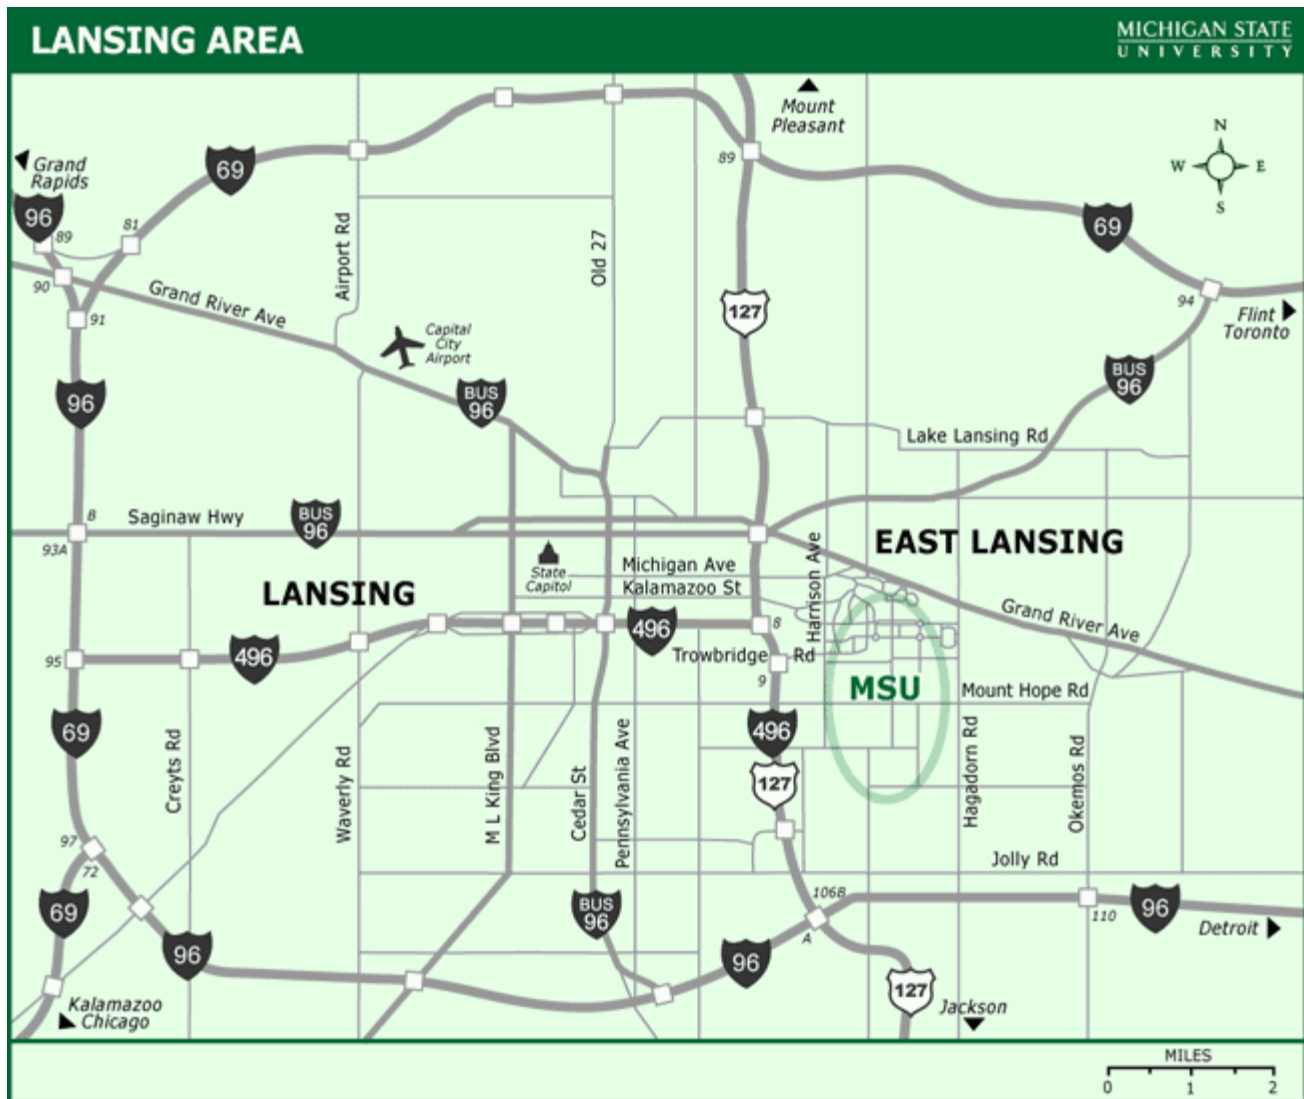 LANSING AREA
MICHIGAN STATE
UNIVERSITY
Mount
Pleasant
N
W
E
S
Grand
Rapids
96
89
81
69
89
69
90
91
Airport Rd
Old 27
127
94
Flint
Toronto
Grand River Ave
Capital
City
Airport
96
BUS
96
BUS
96
Lake Lansing Rd
8
Saginaw Hwy
BUS
96
93A
EAST LANSING
State
Capitol
Michigan Ave
Kalamazoo St
Harrison Ave
LANSING
Grand River Ave
496
496
8
95
Trowbridge Rd
9
MSU
Mount Hope Rd
69
496
127
Creyts Rd
Waverly Rd
M L King Blvd
Cedar St
Pennsylvania Ave
Hagadorn Rd
Okemos Rd
97
72
Jolly Rd
69
BUS
96
106B
A
110
96
Detroit
96
96
127
Jackson
Kalamazoo
Chicago
MILES
0
1
2